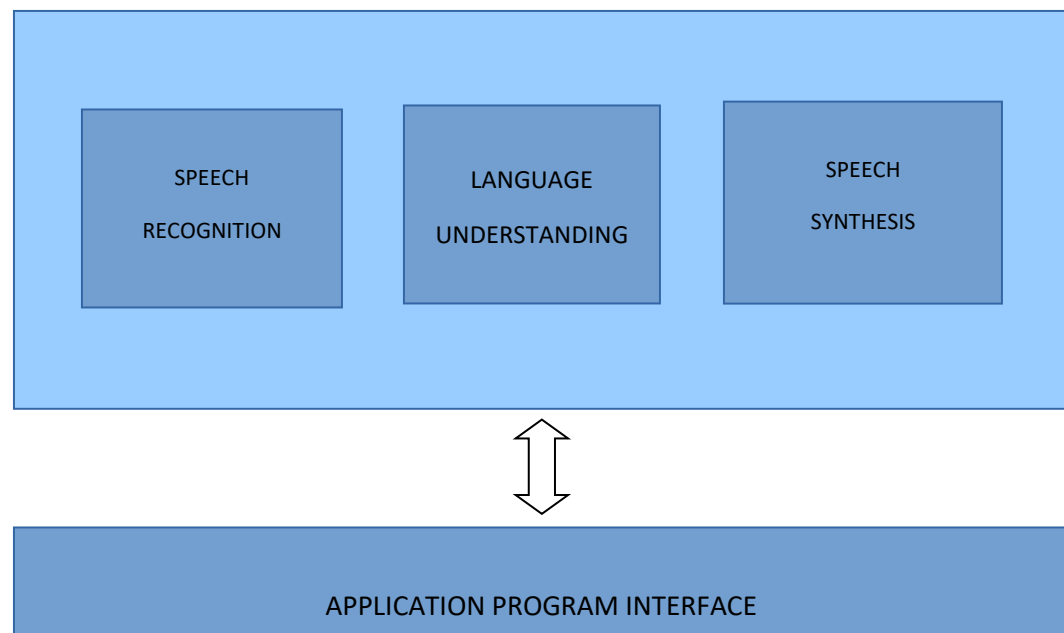 SPEECH
RECOGNITION
LANGUAGE
UNDERSTANDING
SPEECH
SYNTHESIS
APPLICATION PROGRAM INTERFACE